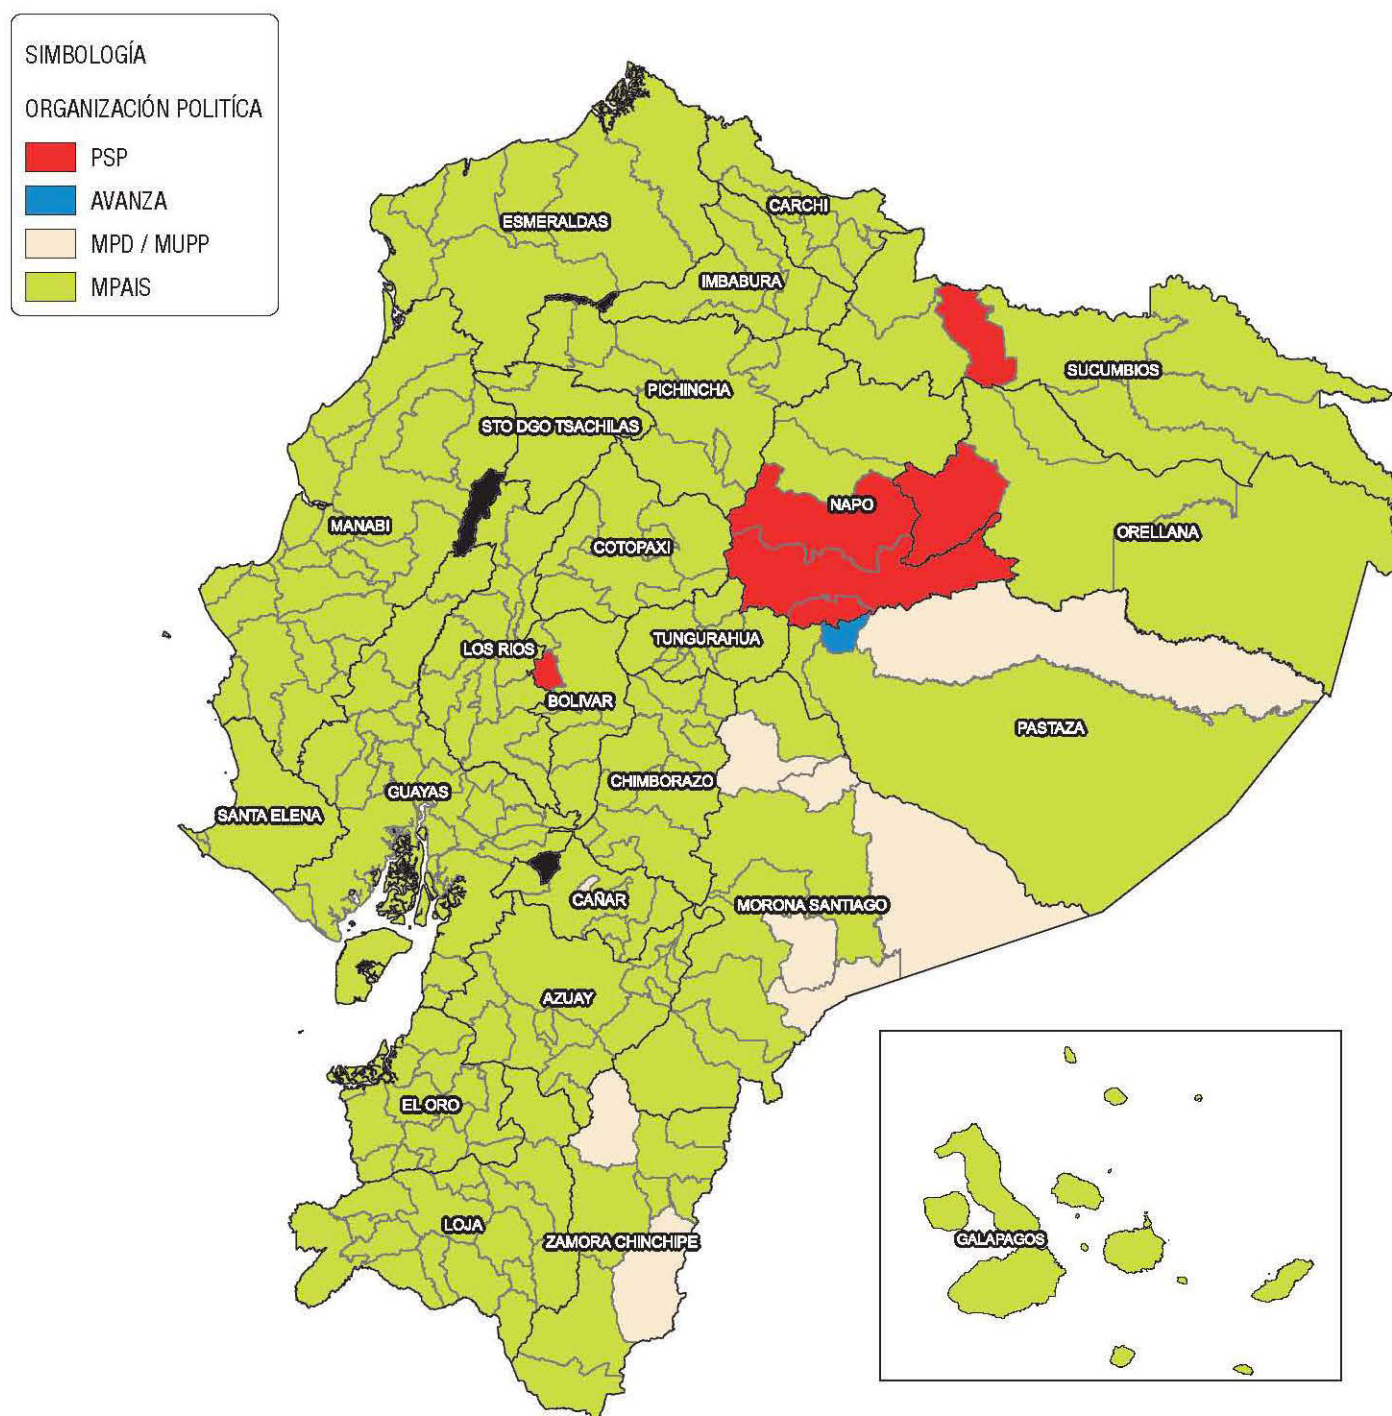 SIMBOLOGÍA
ORGANIZACIÓN POLITÍCA
PSP
AVANZA
MPD / MUPP
MPAIS
CARCHI
ESMERALDAS
IMBABURA
SUCUMBIOS
PICHINCHA
STO DGO TSACHILAS
NAPO
MANABI
ORELLANA
COTOPAXI
TUNGURAHUA
LOS RIOS
BOLIVAR
PASTAZA
CHIMBORAZO
GUAYAS
SANTA ELENA
CAÑAR
MORONA SANTIAGO
AZUAY
EL ORO
LOJA
ZAMORA CHINCHIPE
GALAPAGOS